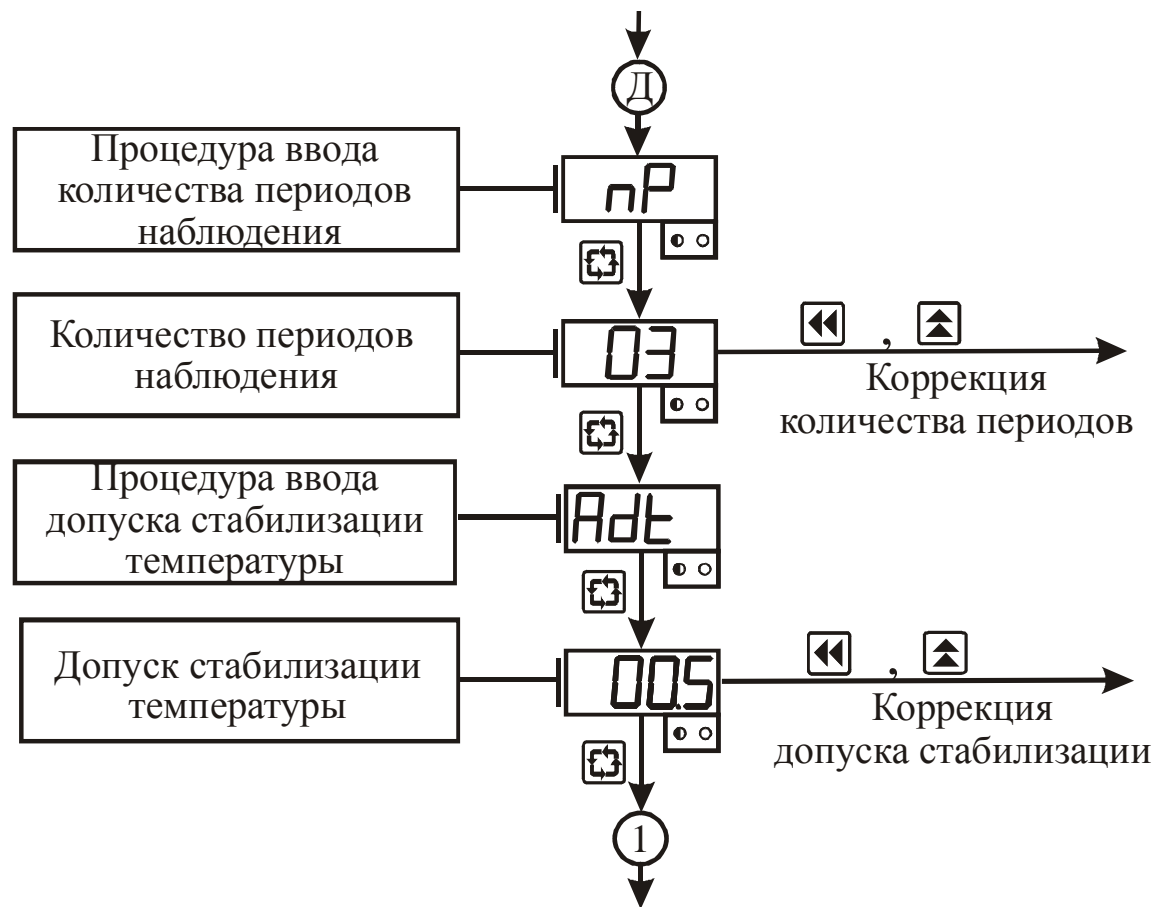 Д
Процедура ввода
количества периодов
наблюдения
nP
Количество периодов
наблюдения
03
,
Коррекция
количества периодов
Процедура ввода
допуска стабилизации
температуры
Adt
Допуск стабилизации
температуры
00.5
,
Коррекция
допуска стабилизации
1